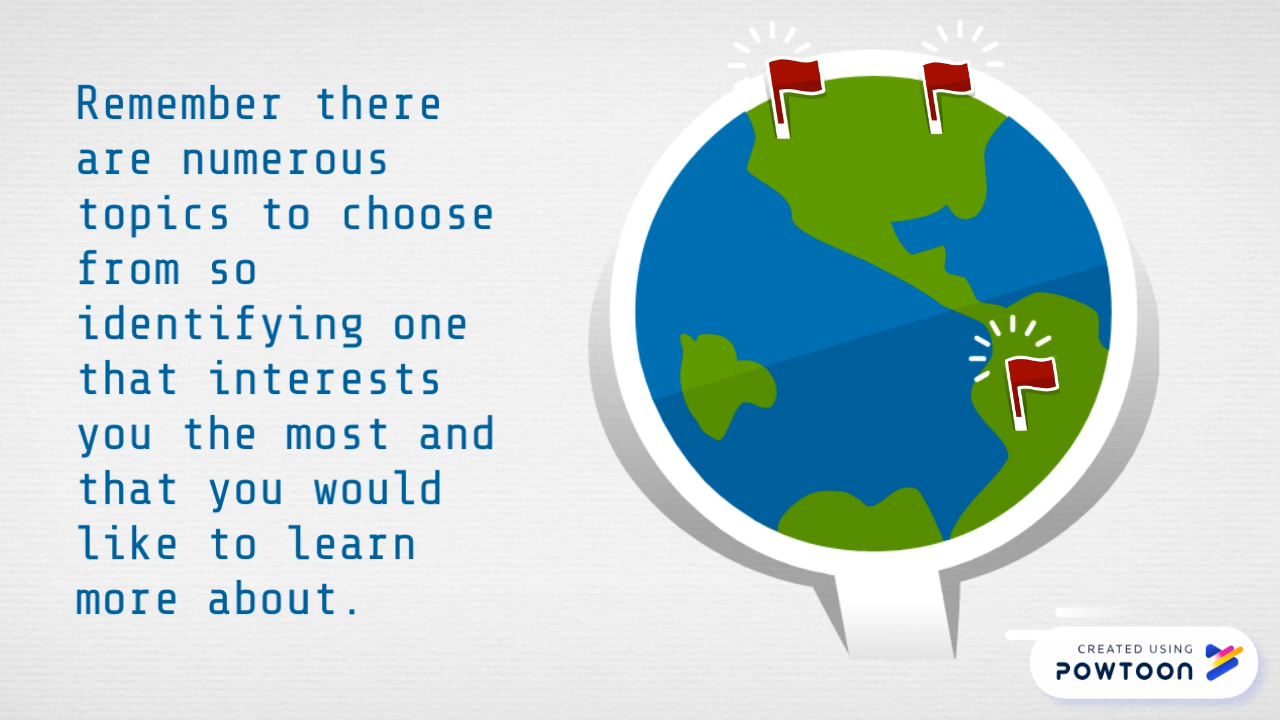 Remember there
are numerous
topics to choose
from so
identifying one
that interests
you the most and
that you would
like to learn
more about.
CREATED USING
POWTOON